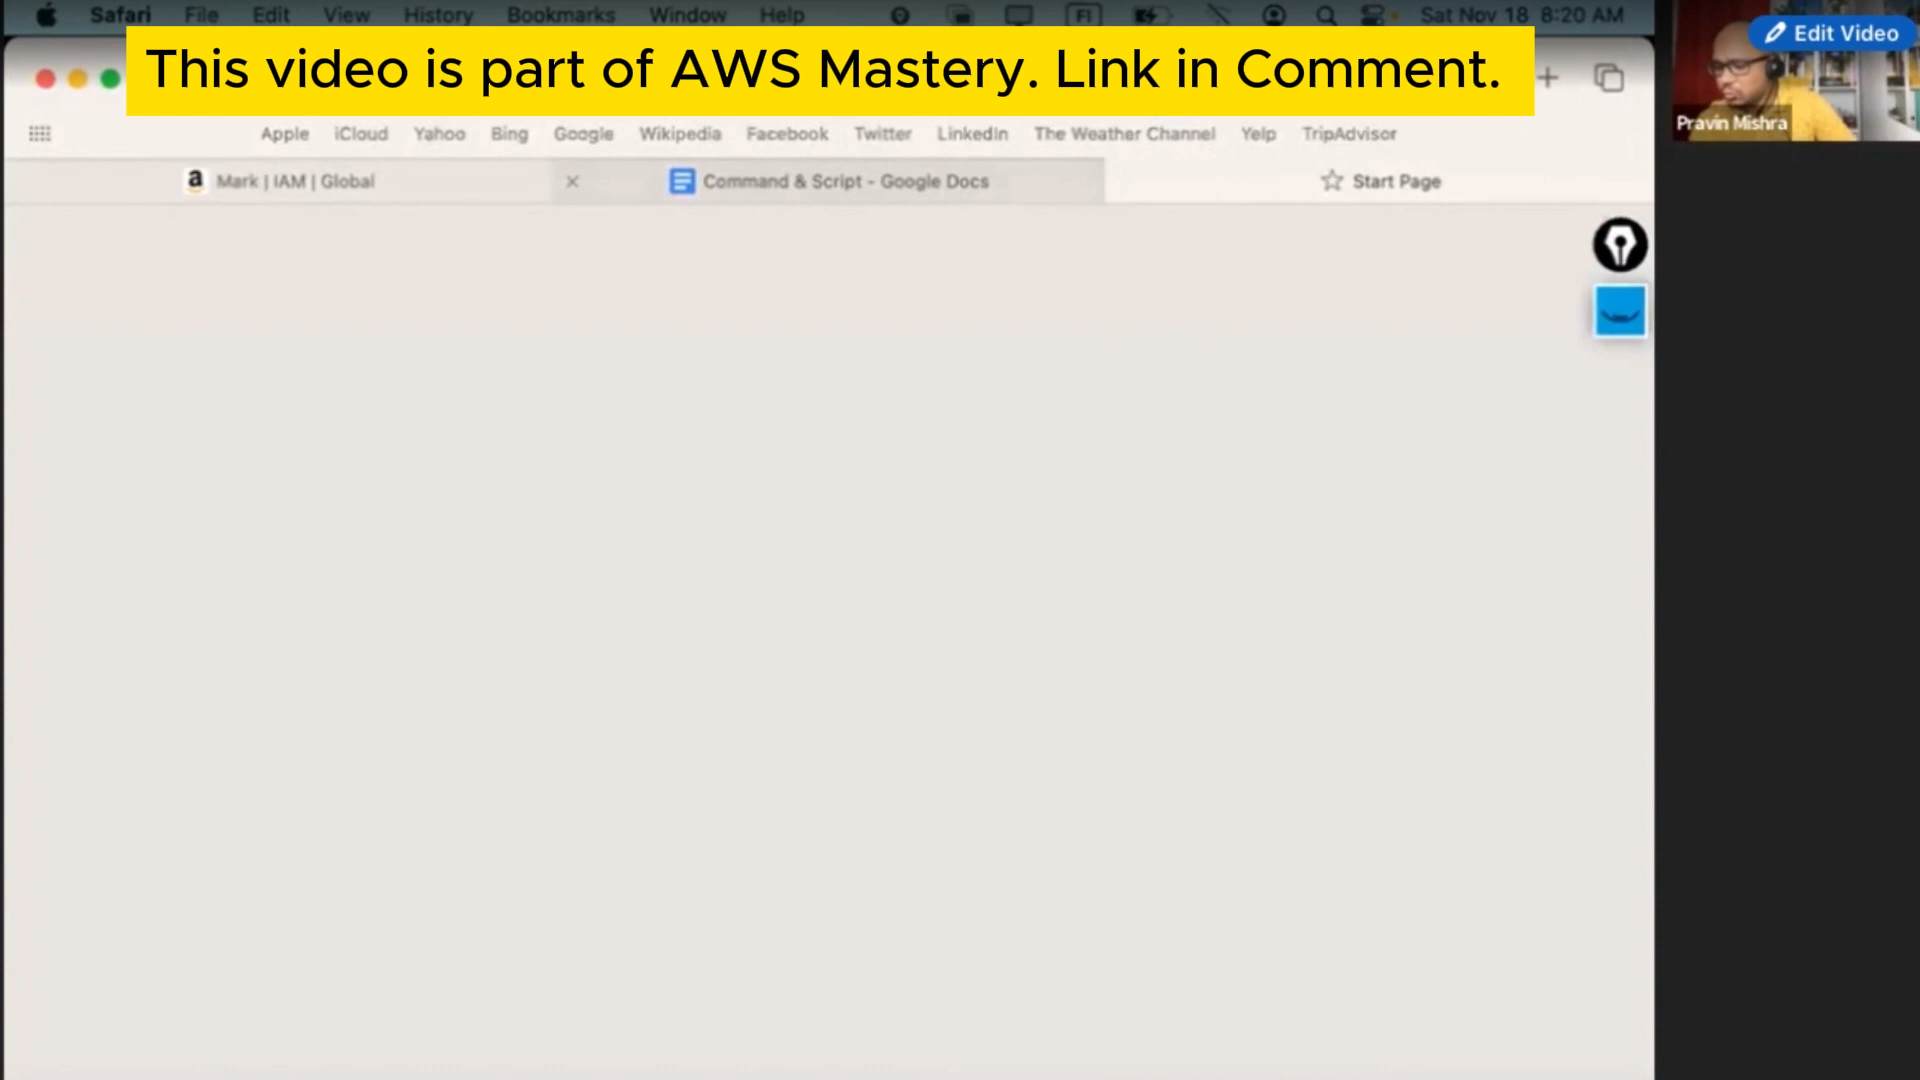 Safari File Edit View History Bookmarks Window Help FI Sat Nov 18 8:20 AM
Edit Video
This video is part of AWS Mastery. Link in Comment.
Pravin Mishra
Apple iCloud Yahoo Bing Google Wikipedia Facebook Twitter LinkedIn The Weather Channel Yelp TripAdvisor
Mark | IAM | Global
Command & Script - Google Docs
Start Page